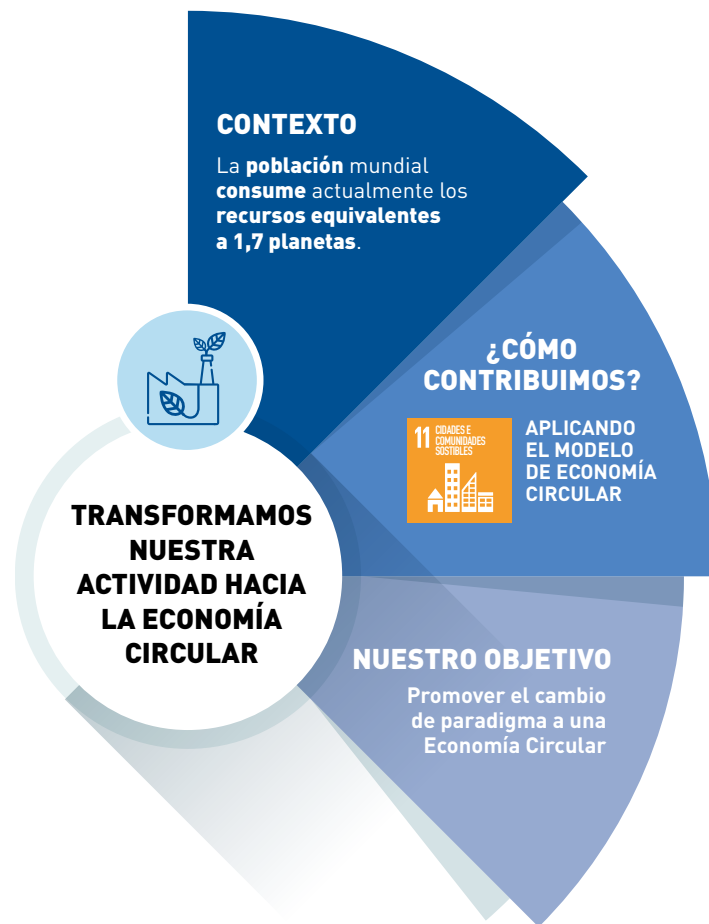 CONTEXTO
La población mundial
consume actualmente los
recursos equivalentes
a 1,7 planetas.
¿CÓMO
CONTRIBUIMOS?
11 CIDADES E
COMUNIDADES
SOSTIBLES
APLICANDO
EL MODELO
DE ECONOMÍA
CIRCULAR
TRANSFORMAMOS
NUESTRA
ACTIVIDAD HACIA
LA ECONOMÍA
CIRCULAR
NUESTRO OBJETIVO
Promover el cambio
de paradigma a una
Economía Circular